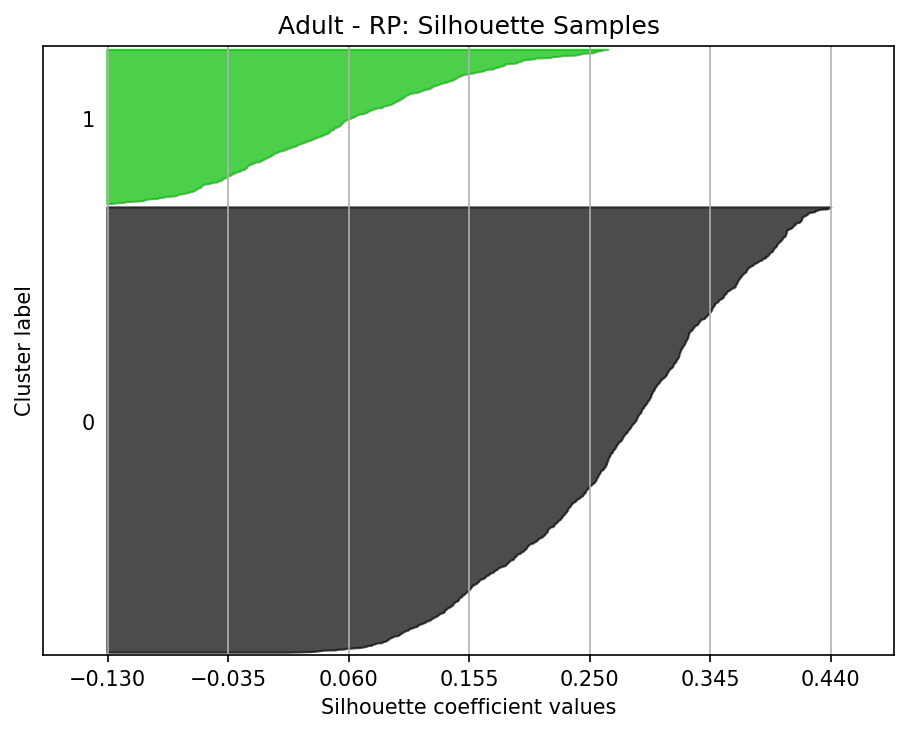 Adult - RP: Silhouette Samples
1
0
Cluster label
−0.130 −0.035 0.060 0.155 0.250 0.345 0.440
Silhouette coefficient values